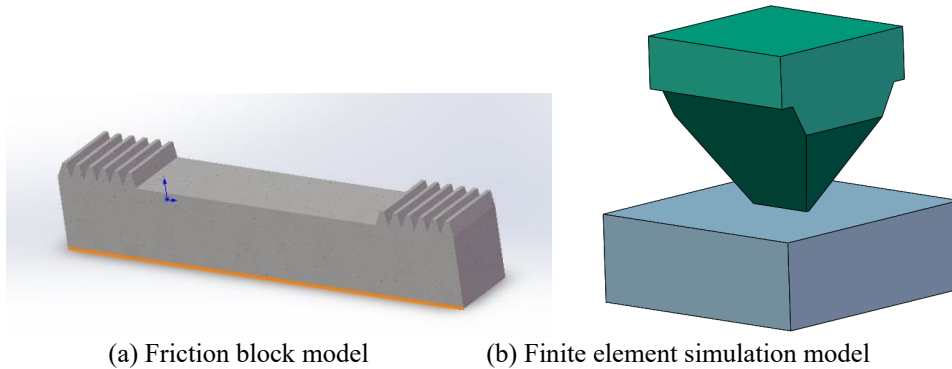 (a) Friction block model
(b) Finite element simulation model